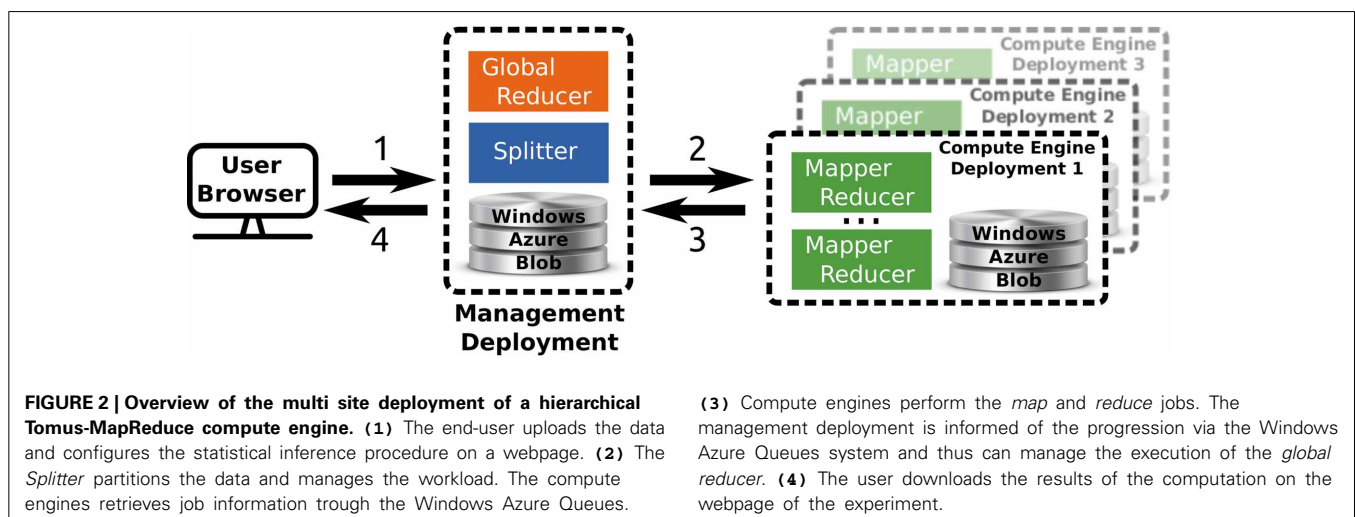 User
Browser
1
4
Global
Reducer
Splitter
Windows
Azure
Blob
Management
Deployment
2
3
Compute Engine
Deployment 3
Mapper
Compute Engine
Deployment 2
Mapper
Compute Engine
Deployment 1
Mapper
Reducer
...
Mapper
Reducer
Windows
Azure
Blob
FIGURE 2 | Overview of the multi site deployment of a hierarchical
Tomus-MapReduce compute engine. (1) The end-user uploads the data
and configures the statistical inference procedure on a webpage. (2) The
Splitter partitions the data and manages the workload. The compute
engines retrieves job information trough the Windows Azure Queues.
(3) Compute engines perform the map and reduce jobs. The
management deployment is informed of the progression via the Windows
Azure Queues system and thus can manage the execution of the global
reducer. (4) The user downloads the results of the computation on the
webpage of the experiment.